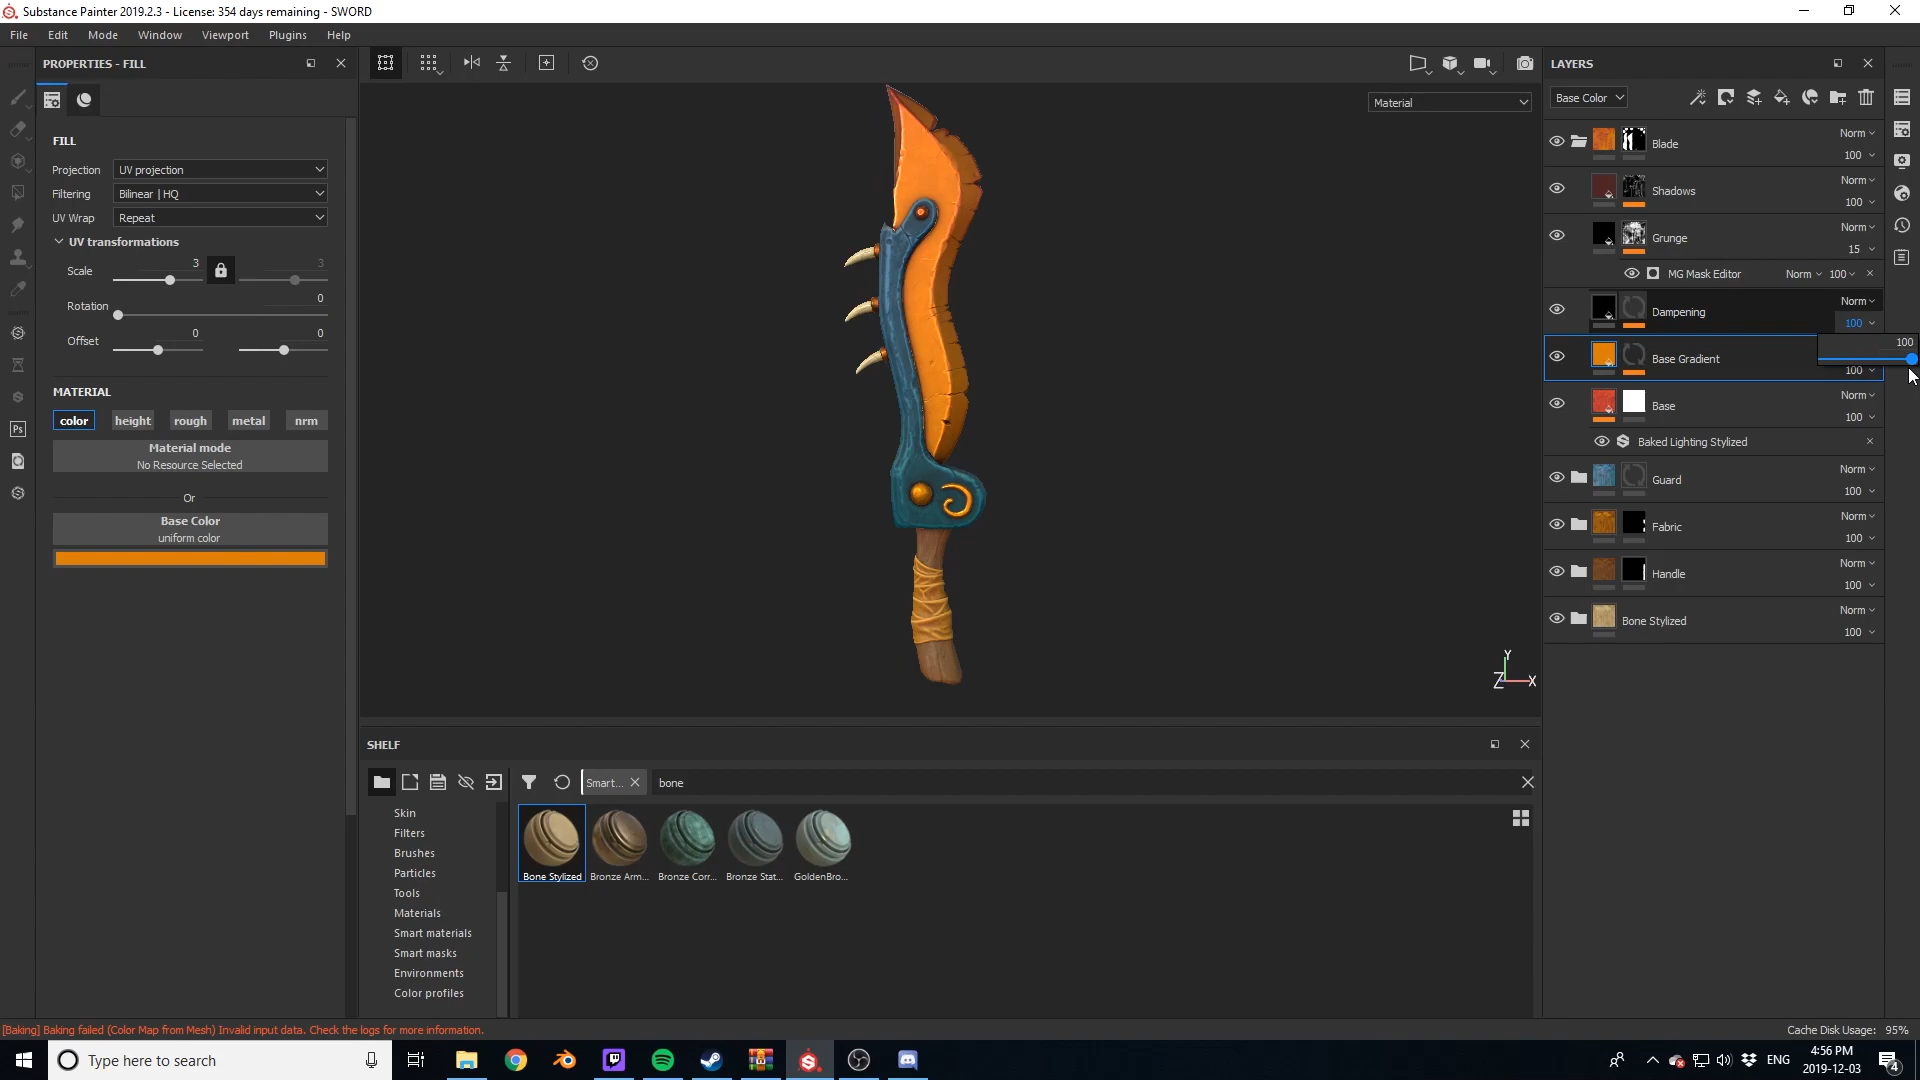 Substance Painter 2019.2.3 - License: 354 days remaining - SWORD
File Edit Mode Window Viewport Plugins Help
PROPERTIES - FILL
FILL
Projection UV projection
Filtering Bilinear | HQ
UV Wrap Repeat
UV transformations
Scale 3 3
Rotation 0
Offset 0 0
MATERIAL
color height rough metal nrm
Material mode
No Resource Selected
Or
Base Color
uniform color
Material
Y
Z X
LAYERS
Base Color
Blade Norm 100
Shadows Norm 100
Grunge Norm 15
MG Mask Editor Norm 100
Dampening Norm 100
100
Base Gradient 100
Base Norm 100
Baked Lighting Stylized
Guard Norm 100
Fabric Norm 100
Handle Norm 100
Bone Stylized Norm 100
SHELF
Smart... bone
Skin
Filters
Brushes
Particles
Tools
Materials
Smart materials
Smart masks
Environments
Color profiles
Bone Stylized Bronze Arm... Bronze Corr... Bronze Stat... GoldenBro...
[Baking] Baking failed (Color Map from Mesh) Invalid input data. Check the logs for more information.
Cache Disk Usage: 95%
Type here to search
ENG
4:56 PM
2019-12-03
4
Ps